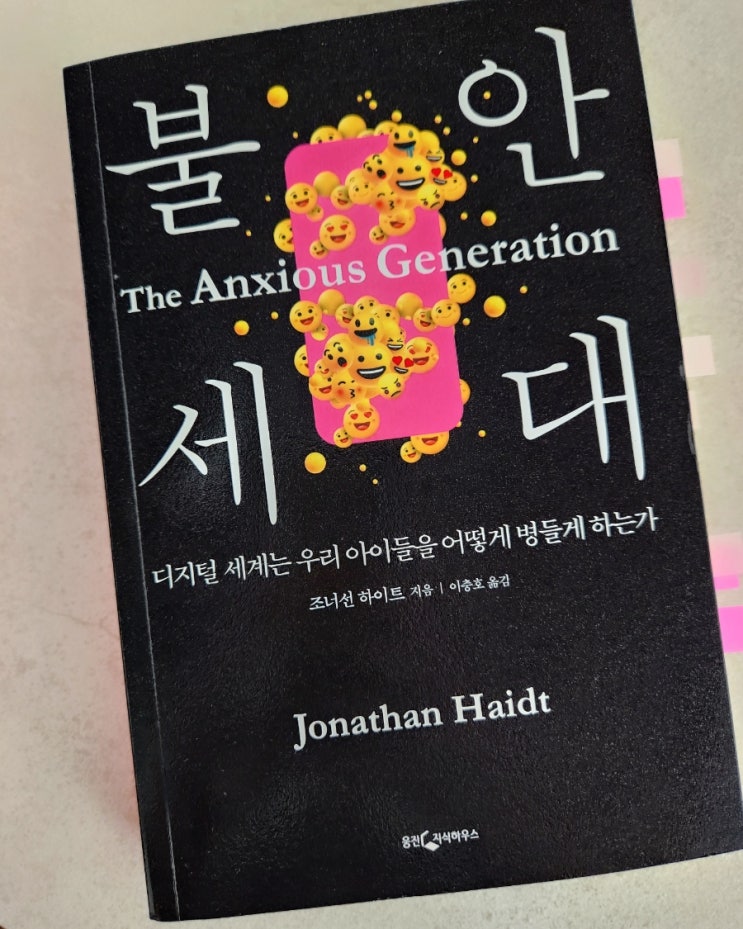 불안
The Anxious Generation
세대
디지털 세계는 우리 아이들을 어떻게 병들게 하는가
조너선 하이트 지음 | 이충호 옮김
Jonathan Haidt
웅진 지식하우스